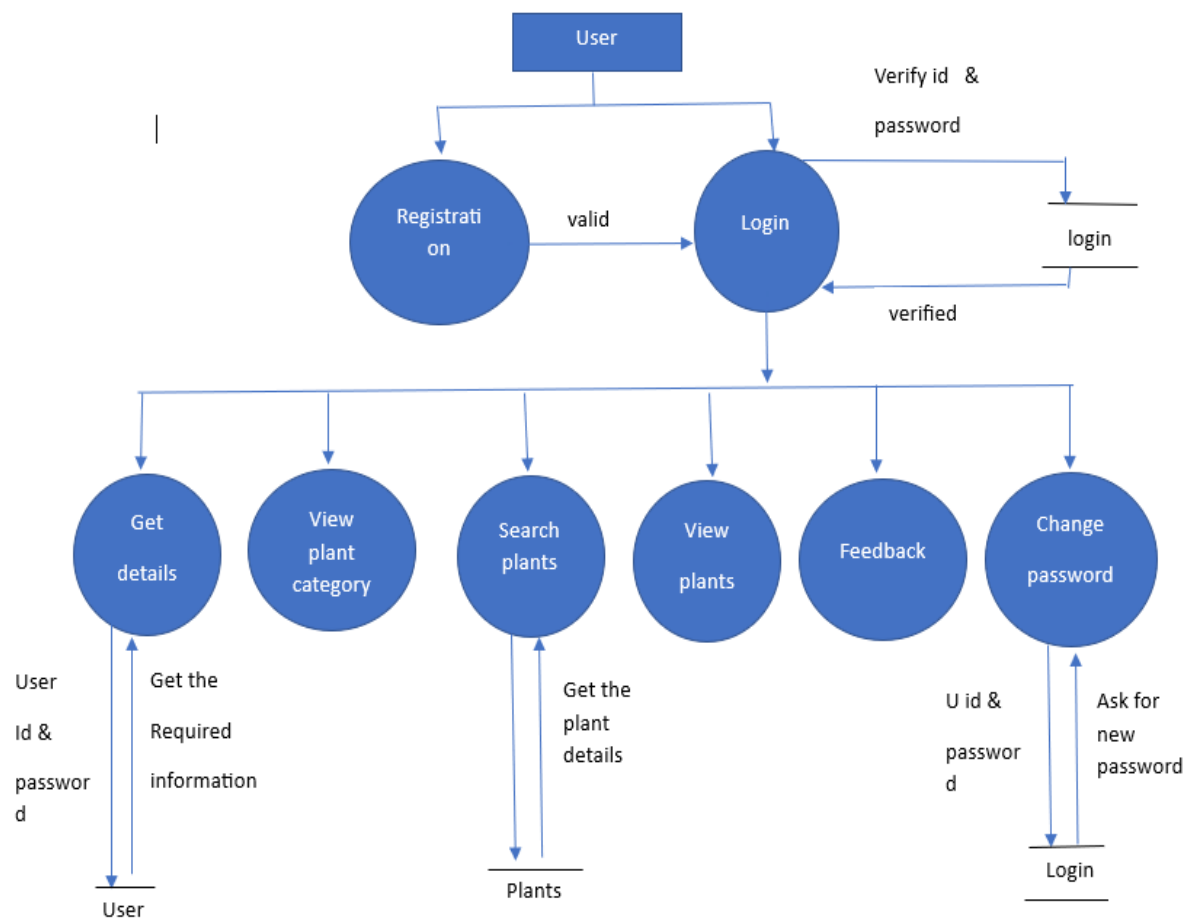 User
Verify id &
password
Registrati
on
valid
Login
login
verified
Get
details
View
plant
category
Search
plants
View
plants
Feedback
Change
password
User
Id &
passwor
d
Get the
Required
information
Get the
plant
details
U id &
passwor
d
Ask for
new
password
User
Plants
Login